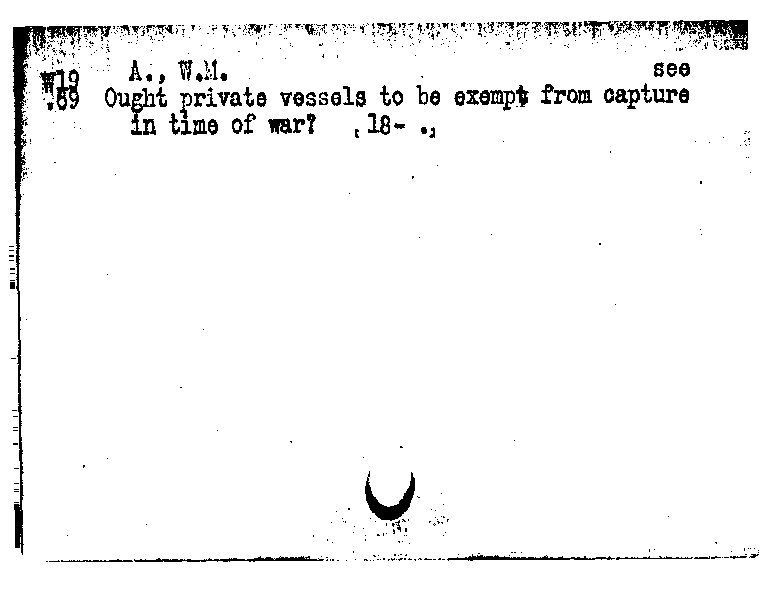 W19 A., W.M. see
.69 Ought private vessels to be exempt from capture
in time of war? [18- .]